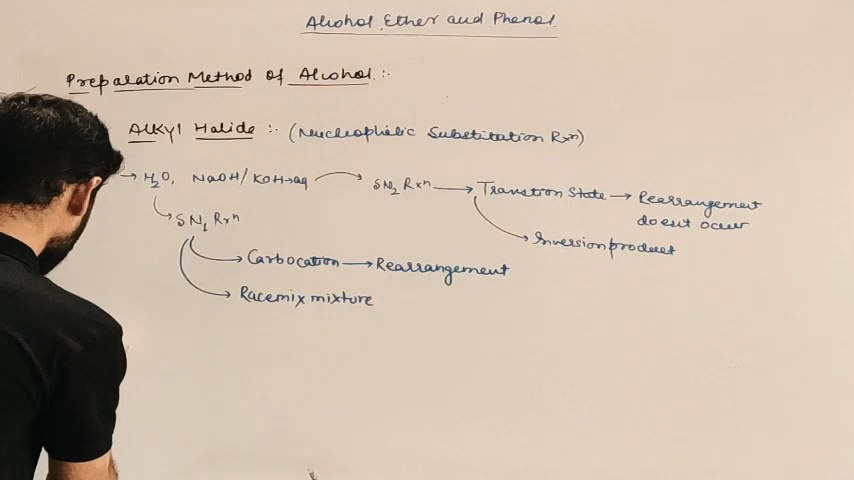 Alcohol, Ether and Phenol.
Preparation Method of Alcohol :-
Alkyl Halide :- (Nucleophilic Substitution Rxⁿ)
→ H₂O, NaOH/KOH→aq → SN₂ Rxⁿ → Transition State → Rearrangement
doesnt occur
→ SN₁ Rxⁿ
→ Inversion product
→ Carbocation → Rearrangement
→ Racemix mixture